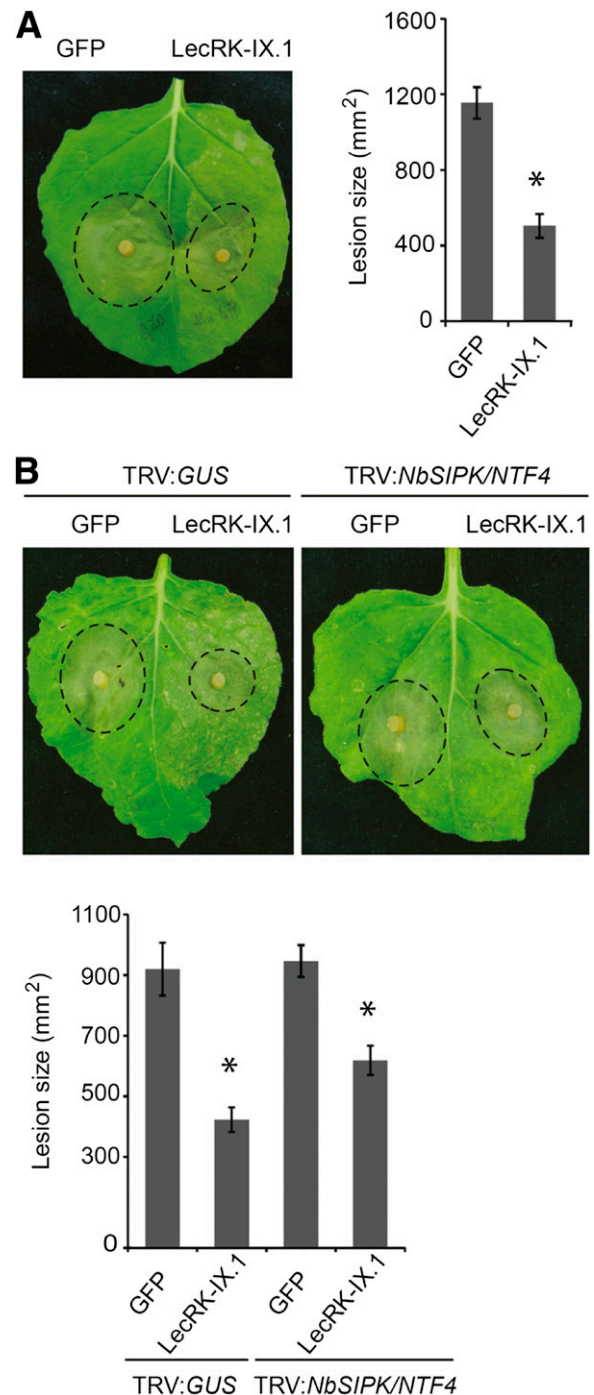 A
GFP LecRK-IX.1
Lesion size (mm²)
1600
1200
800
400
0
*
GFP
LecRK-IX.1
B
TRV:GUS TRV:NbSIPK/NTF4
GFP LecRK-IX.1 GFP LecRK-IX.1
Lesion size (mm²)
1100
900
700
500
300
0
* *
GFP
LecRK-IX.1
GFP
LecRK-IX.1
TRV:GUS TRV:NbSIPK/NTF4